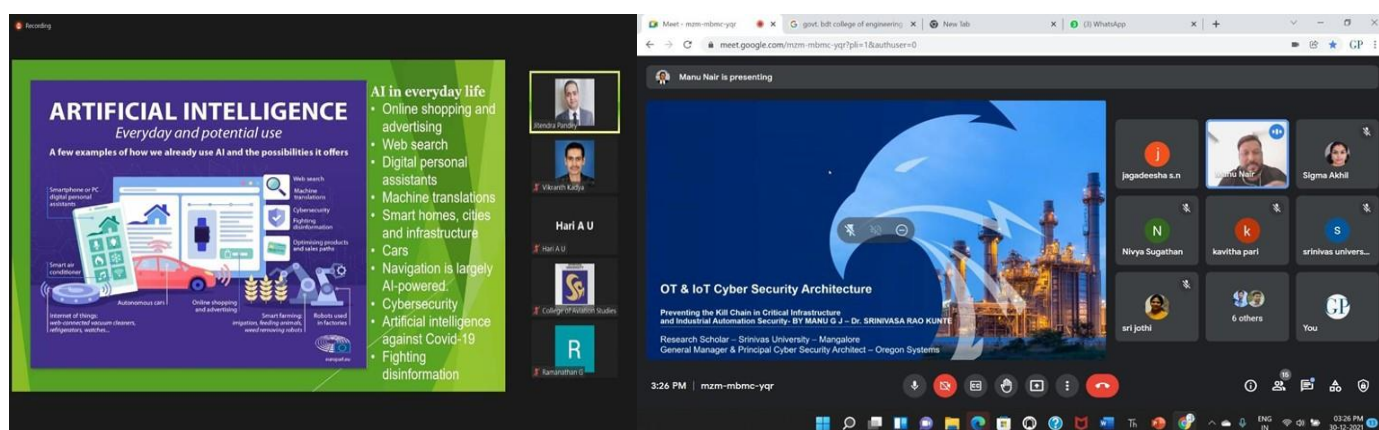 Recording
ARTIFICIAL INTELLIGENCE
Everyday and potential use
A few examples of how we already use AI and the possibilities it offers
Smartphone or PC
digital personal
assistants
Web search
Machine
translations
Cybersecurity
Fighting
disinformation
Optimising products
and sales paths
Smart air
conditioner
Autonomous cars
Online shopping
and advertising
Internet of things:
web-connected vacuum cleaners,
refrigerators, watches...
Smart farming:
irrigation, feeding animals,
weed removing robots
Robots used
in factories
europarl.eu
AI in everyday life
• Online shopping and
advertising
• Web search
• Digital personal
assistants
• Machine translations
• Smart homes, cities
and infrastructure
• Cars
• Navigation is largely
AI-powered.
• Cybersecurity
• Artificial intelligence
against Covid-19
• Fighting
disinformation
Jitendra Pandey
Vikranth Kadya
Hari A U
Hari A U
College of Aviation Studies
R
Ramanathan G
Meet - mzm-mbmc-yqr
govt. bdt college of engineering
New Tab
(3) WhatsApp
meet.google.com/mzm-mbmc-yqr?pli=1&authuser=0
GP
Manu Nair is presenting
OT & IoT Cyber Security Architecture
Preventing the Kill Chain in Critical Infrastructure
and Industrial Automation Security- BY MANU G J – Dr. SRINIVASA RAO KUNTE
Research Scholar – Srinivas University – Mangalore
General Manager & Principal Cyber Security Architect – Oregon Systems
j
jagadeesha s.n
Manu Nair
Sigma Akhil
N
Nivya Sugathan
k
kavitha pari
S
srinivas univers...
sri jothi
6 others
GP
You
3:26 PM | mzm-mbmc-yqr
16
ENG
IN
03:26 PM
30-12-2021